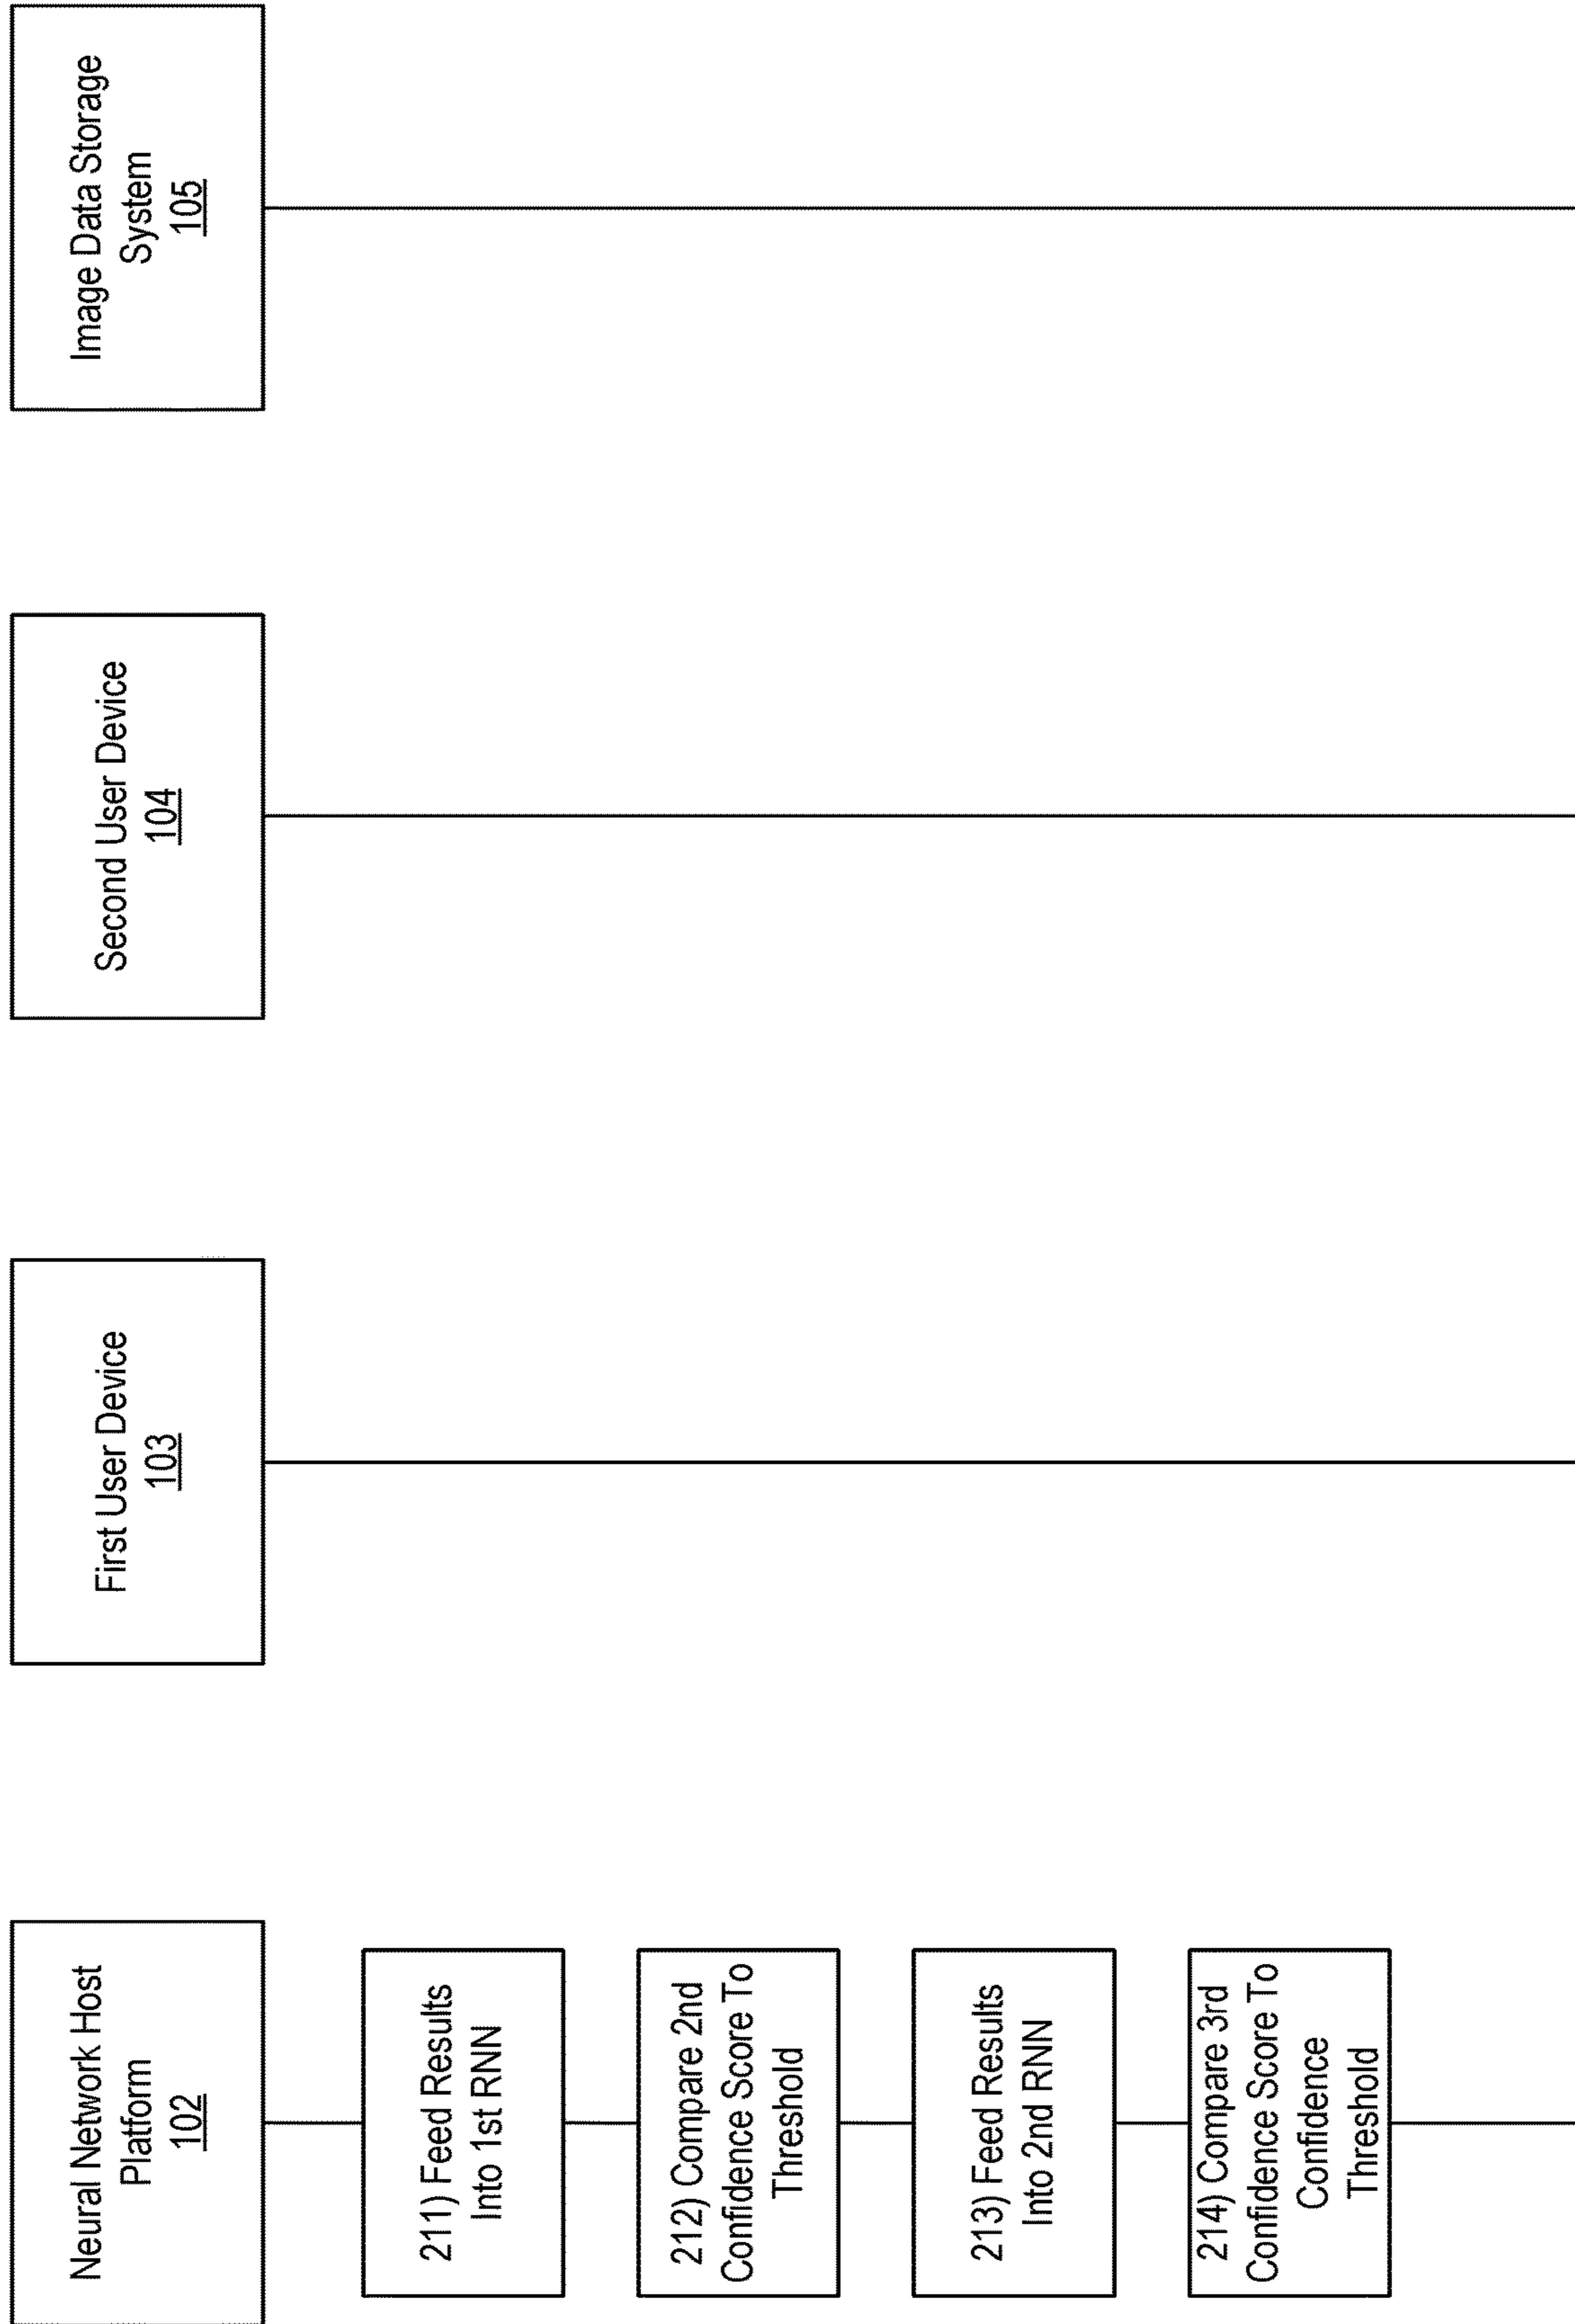 Neural Network Host
Platform
102
First User Device
103
Second User Device
104
Image Data Storage
System
105
211) Feed Results
Into 1st RNN
212) Compare 2nd
Confidence Score To
Threshold
213) Feed Results
Into 2nd RNN
214) Compare 3rd
Confidence Score To
Confidence
Threshold